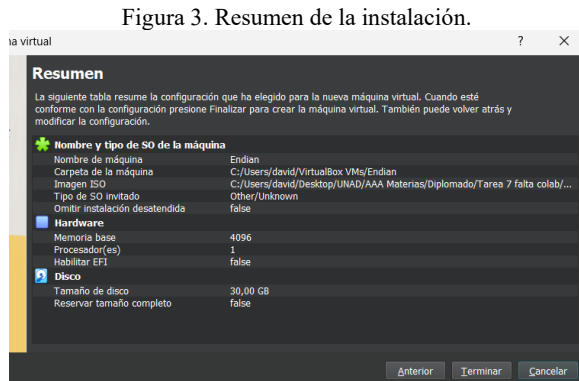 Figura 3. Resumen de la instalación.
na virtual ? X
Resumen
La siguiente tabla resume la configuración que ha elegido para la nueva máquina virtual. Cuando esté
conforme con la configuración presione Finalizar para crear la máquina virtual. También puede volver atrás y
modificar la configuración.
Nombre y tipo de SO de la máquina
Nombre de máquina Endian
Carpeta de la máquina C:/Users/david/VirtualBox VMs/Endian
Imagen ISO C:/Users/david/Desktop/UNAD/AAA Materias/Diplomado/Tarea 7 falta colab/...
Tipo de SO invitado Other/Unknown
Omitir instalación desatendida false
Hardware
Memoria base 4096
Procesador(es) 1
Habilitar EFI false
Disco
Tamaño de disco 30,00 GB
Reservar tamaño completo false
Anterior Terminar Cancelar